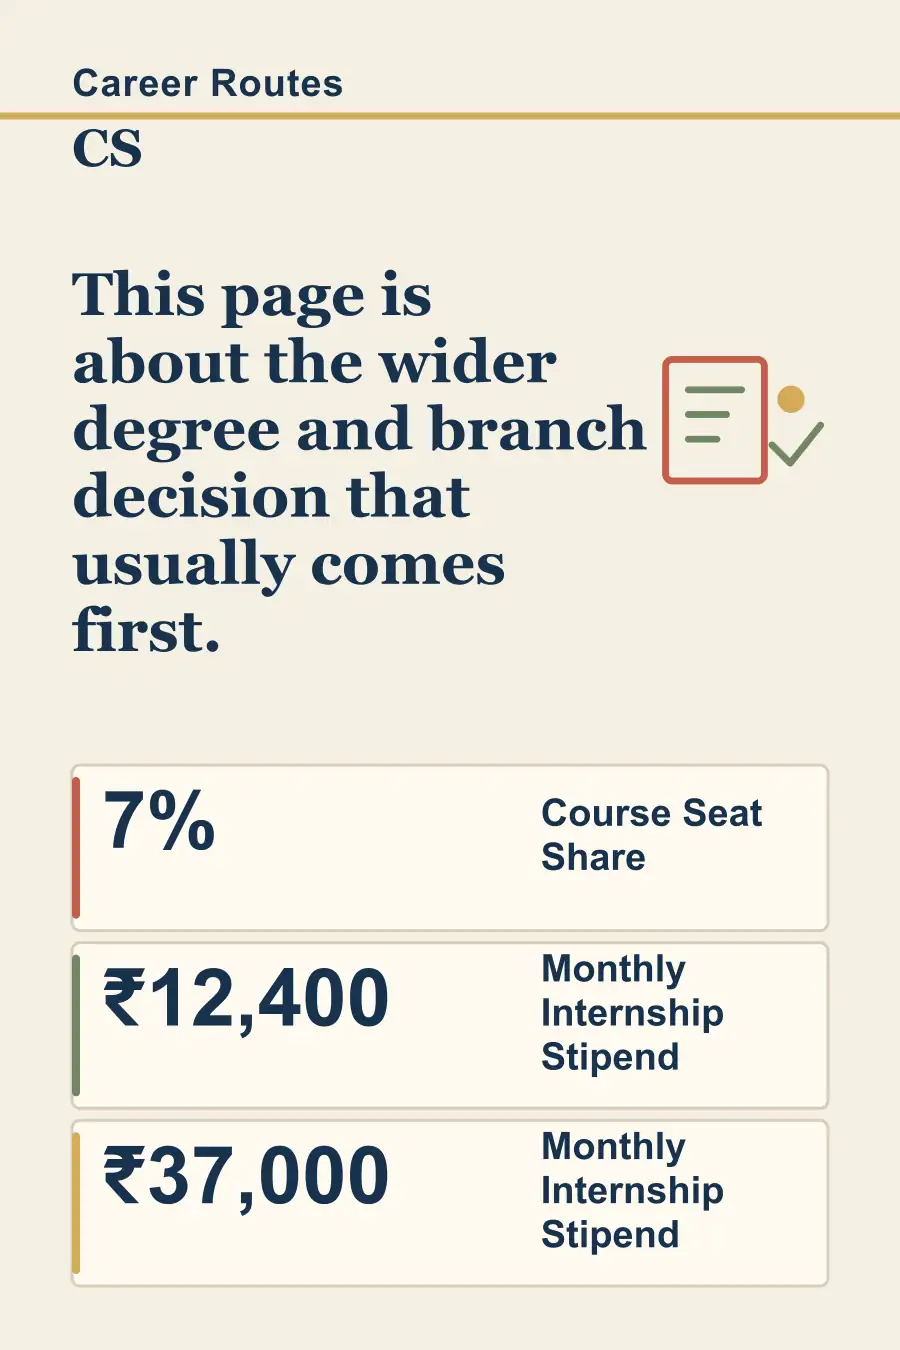 Career Routes
CS
This page is
about the wider
degree and branch
decision that
usually comes
first.
7%
Course Seat
Share
₹12,400
Monthly
Internship
Stipend
₹37,000
Monthly
Internship
Stipend